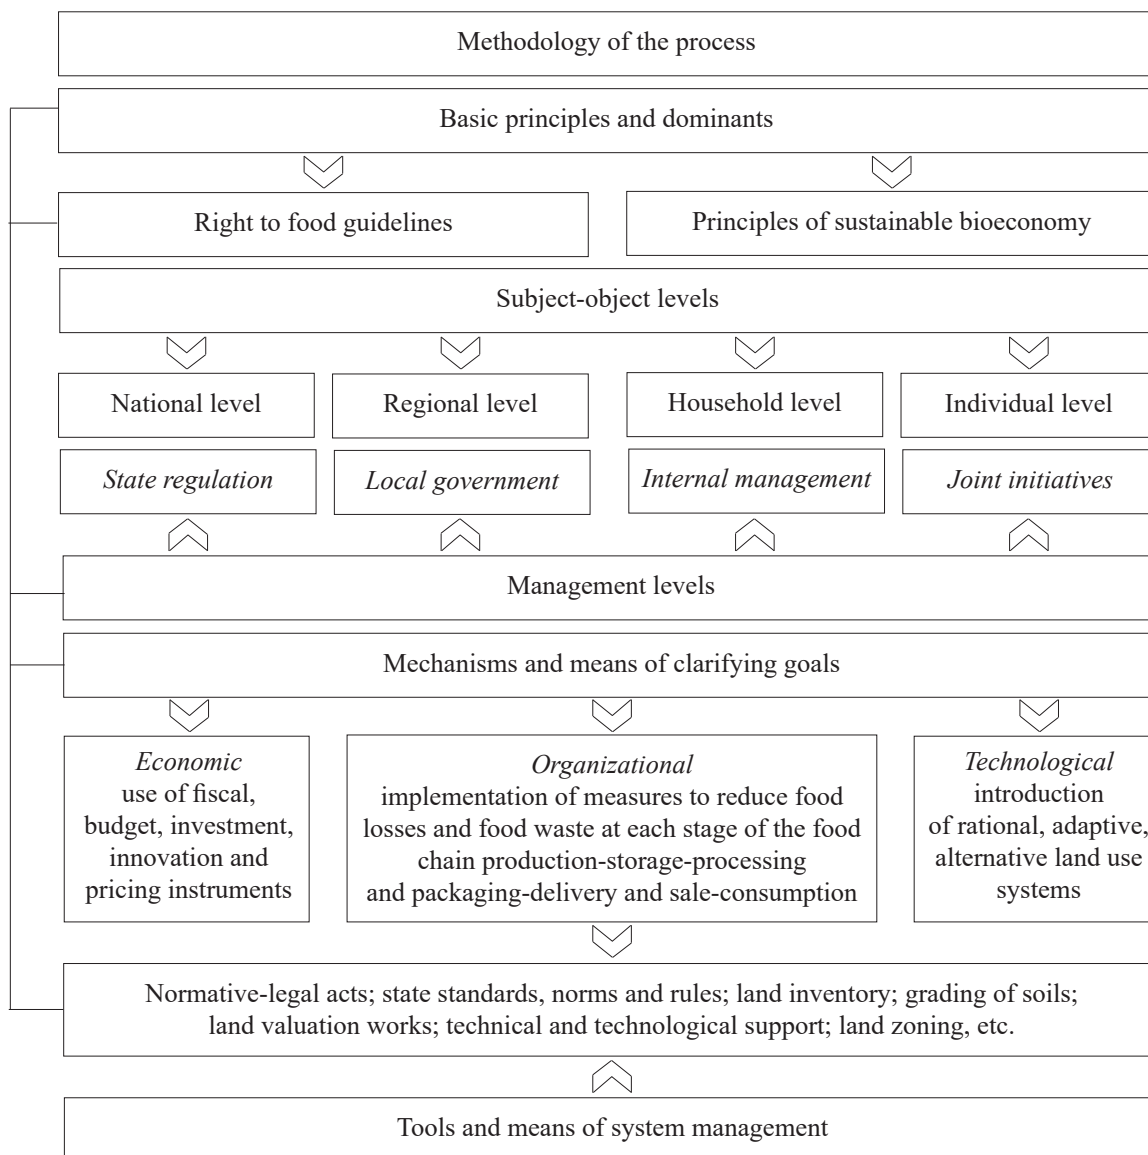 Methodology of the process
Basic principles and dominants
Right to food guidelines
Principles of sustainable bioeconomy
Subject-object levels
National level
Regional level
Household level
Individual level
State regulation
Local government
Internal management
Joint initiatives
Management levels
Mechanisms and means of clarifying goals
Economic
use of fiscal,
budget, investment,
innovation and
pricing instruments
Organizational
implementation of measures to reduce food
losses and food waste at each stage of the food
chain production-storage-processing
and packaging-delivery and sale-consumption
Technological
introduction
of rational, adaptive,
alternative land use
systems
Normative-legal acts; state standards, norms and rules; land inventory; grading of soils;
land valuation works; technical and technological support; land zoning, etc.
Tools and means of system management